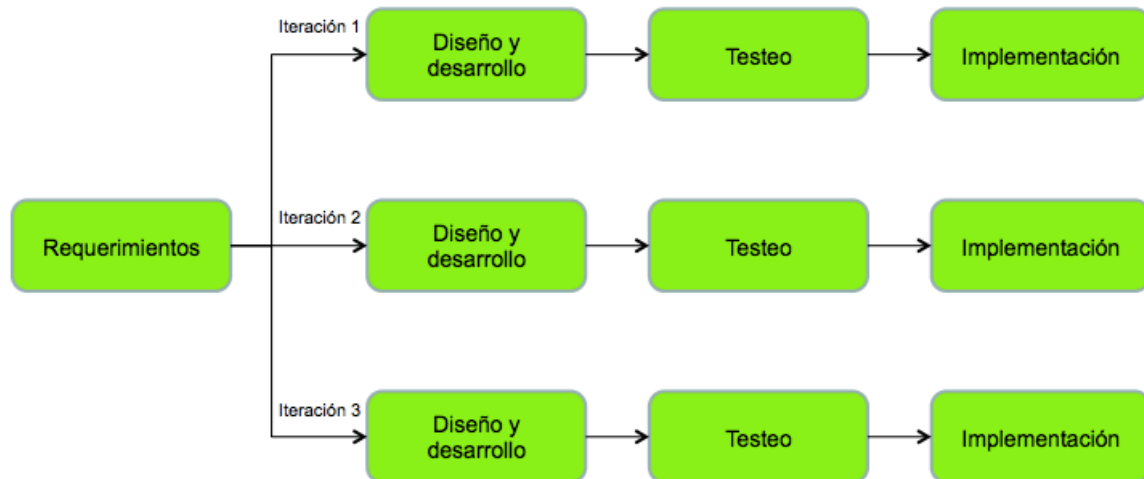 Iteración 1
Diseño y
desarrollo
Testeo
Implementación
Requerimientos
Iteración 2
Diseño y
desarrollo
Testeo
Implementación
Iteración 3
Diseño y
desarrollo
Testeo
Implementación